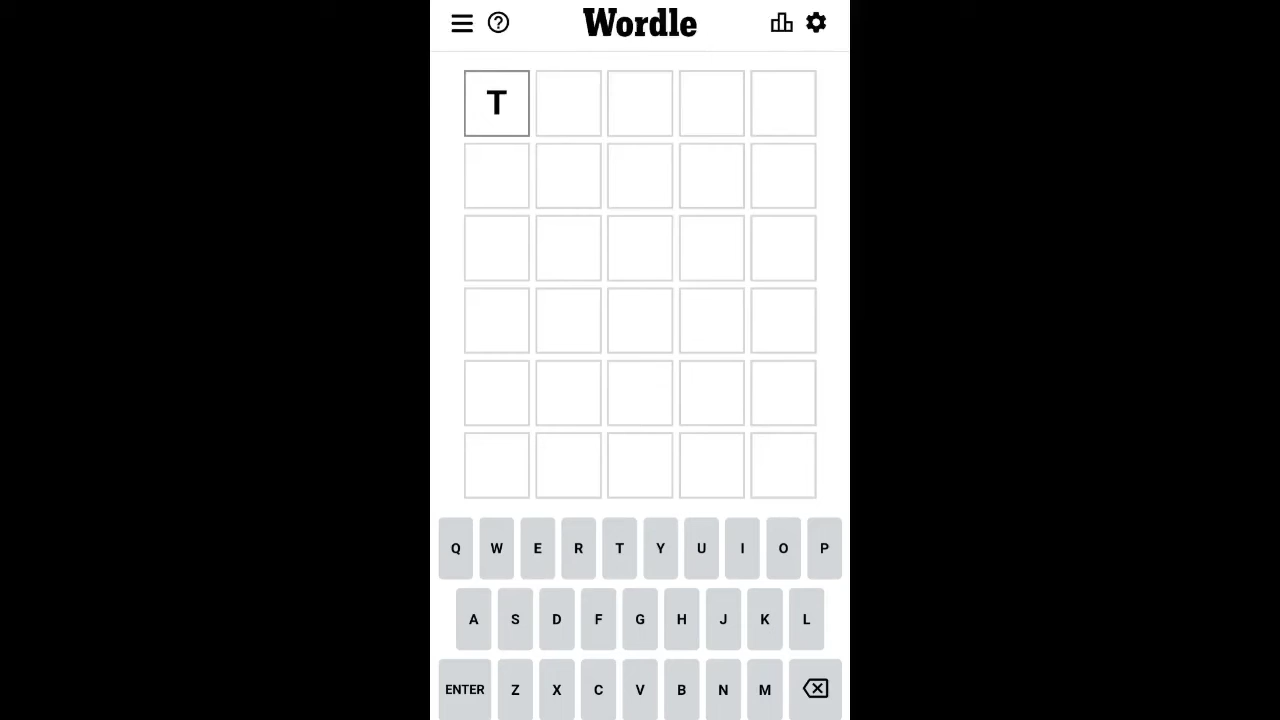 Wordle
T
Q W E R T Y U I O P
A S D F G H J K L
ENTER Z X C V B N M